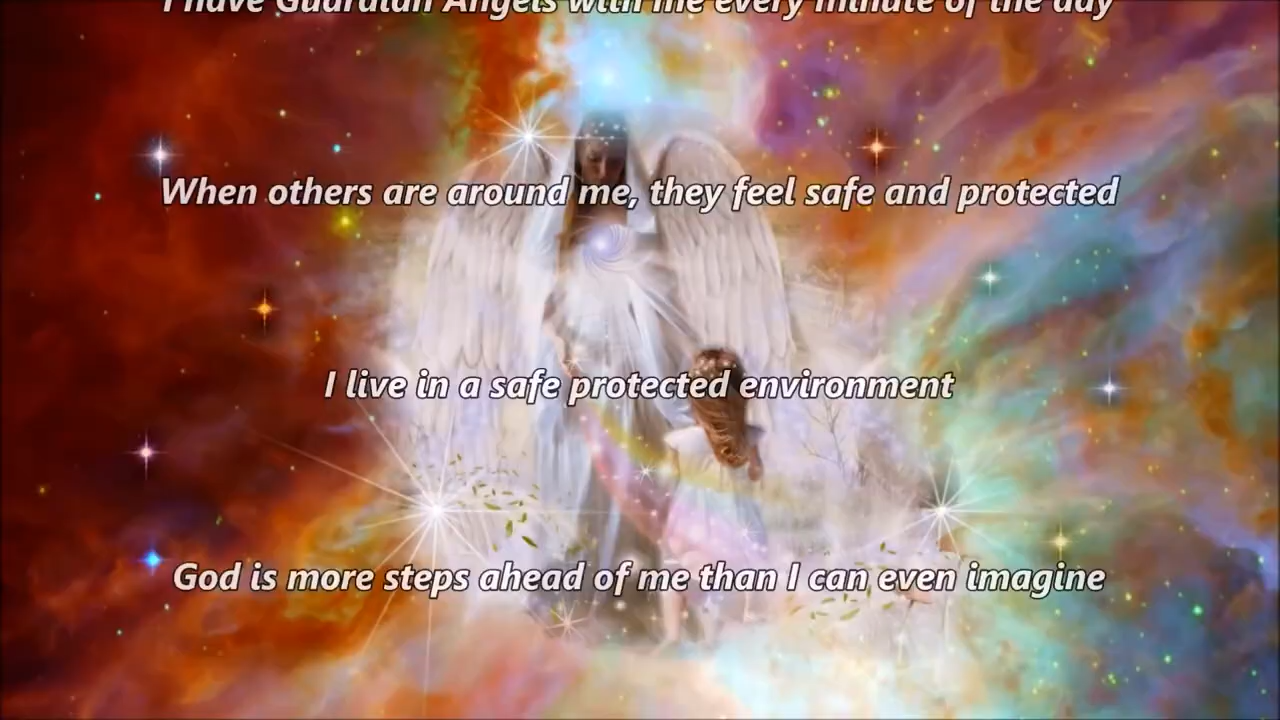 I have Guardian Angels with me every minute of the day
When others are around me, they feel safe and protected
I live in a safe protected environment
God is more steps ahead of me than I can even imagine